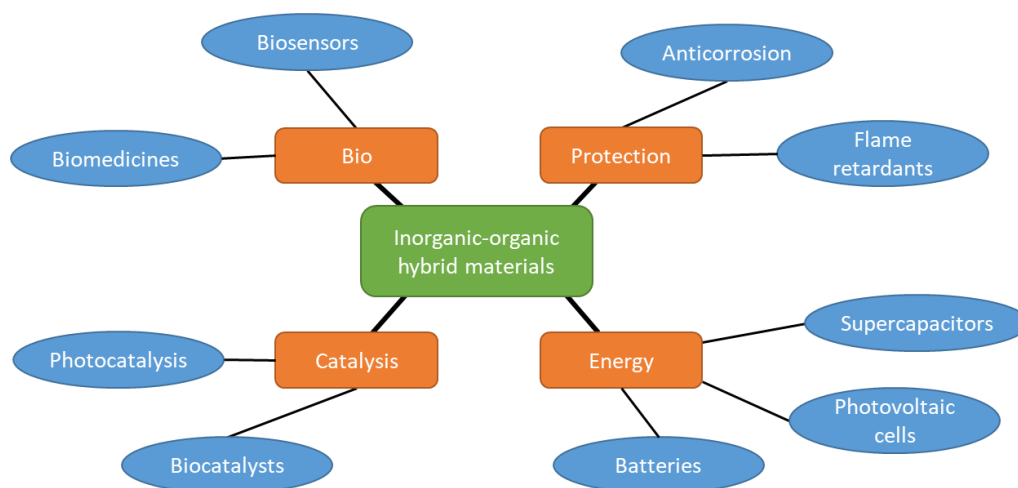 Biosensors
Anticorrosion
Biomedicines
Bio
Protection
Flame
retardants
Inorganic-organic
hybrid materials
Photocatalysis
Catalysis
Energy
Supercapacitors
Photovoltaic
cells
Biocatalysts
Batteries